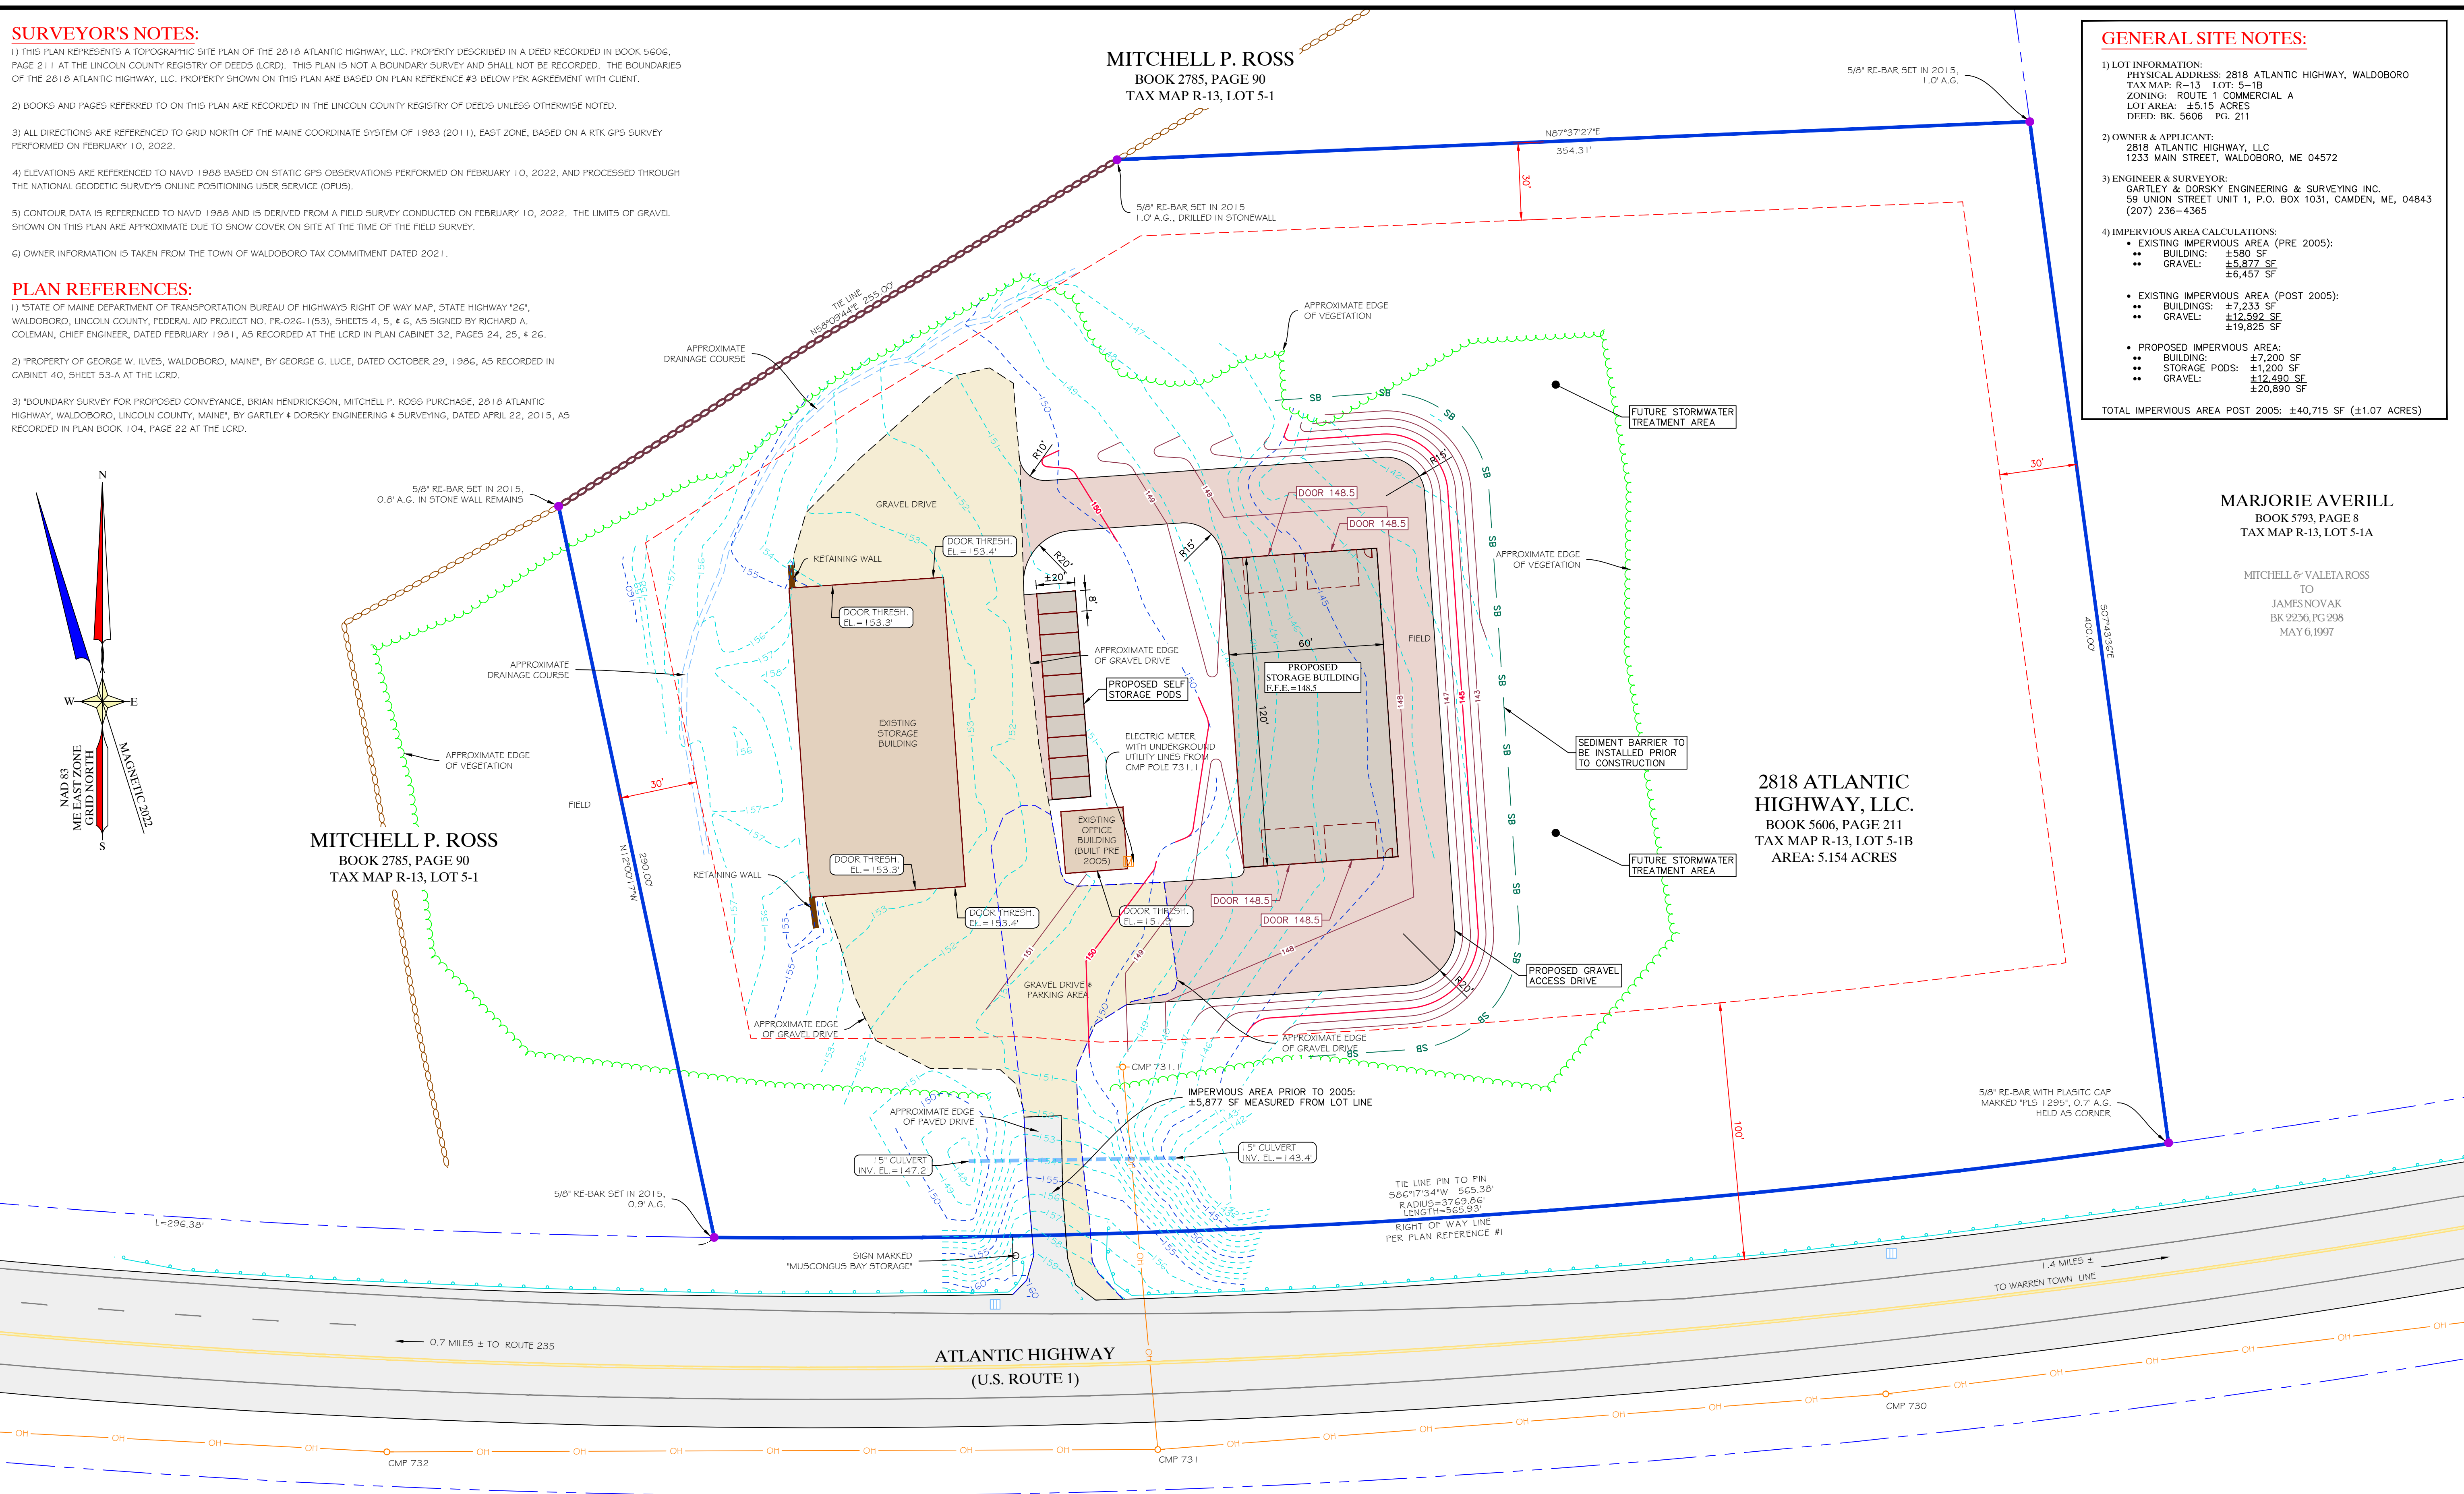 SURVEYOR'S NOTES:
1) THIS PLAN REPRESENTS A TOPOGRAPHIC SITE PLAN OF THE 2818 ATLANTIC HIGHWAY, LLC. PROPERTY DESCRIBED IN A DEED RECORDED IN BOOK 5606,
PAGE 211 AT THE LINCOLN COUNTY REGISTRY OF DEEDS (LCRD). THIS PLAN IS NOT A BOUNDARY SURVEY AND SHALL NOT BE RECORDED. THE BOUNDARIES
OF THE 2818 ATLANTIC HIGHWAY, LLC. PROPERTY SHOWN ON THIS PLAN ARE BASED ON PLAN REFERENCE #3 BELOW PER AGREEMENT WITH CLIENT.
2) BOOKS AND PAGES REFERRED TO ON THIS PLAN ARE RECORDED IN THE LINCOLN COUNTY REGISTRY OF DEEDS UNLESS OTHERWISE NOTED.
3) ALL DIRECTIONS ARE REFERENCED TO GRID NORTH OF THE MAINE COORDINATE SYSTEM OF 1983 (2011), EAST ZONE, BASED ON A RTK GPS SURVEY
PERFORMED ON FEBRUARY 10, 2022.
4) ELEVATIONS ARE REFERENCED TO NAVD 1988 BASED ON STATIC GPS OBSERVATIONS PERFORMED ON FEBRUARY 10, 2022, AND PROCESSED THROUGH
THE NATIONAL GEODETIC SURVEY'S ONLINE POSITIONING USER SERVICE (OPUS).
5) CONTOUR DATA IS REFERENCED TO NAVD 1988 AND IS DERIVED FROM A FIELD SURVEY CONDUCTED ON FEBRUARY 10, 2022. THE LIMITS OF GRAVEL
SHOWN ON THIS PLAN ARE APPROXIMATE DUE TO SNOW COVER ON SITE AT THE TIME OF THE FIELD SURVEY.
6) OWNER INFORMATION IS TAKEN FROM THE TOWN OF WALDOBORO TAX COMMITMENT DATED 2021.
PLAN REFERENCES:
1) "STATE OF MAINE DEPARTMENT OF TRANSPORTATION BUREAU OF HIGHWAYS RIGHT OF WAY MAP, STATE HIGHWAY "26",
WALDOBORO, LINCOLN COUNTY, FEDERAL AID PROJECT NO. FR-026-1(53), SHEETS 4, 5, & 6, AS SIGNED BY RICHARD A.
COLEMAN, CHIEF ENGINEER, DATED FEBRUARY 1981, AS RECORDED AT THE LCRD IN PLAN CABINET 32, PAGES 24, 25, & 26.
2) "PROPERTY OF GEORGE W. ILVES, WALDOBORO, MAINE", BY GEORGE G. LUCE, DATED OCTOBER 29, 1986, AS RECORDED IN
CABINET 40, SHEET 53-A AT THE LCRD.
3) "BOUNDARY SURVEY FOR PROPOSED CONVEYANCE, BRIAN HENDRICKSON, MITCHELL P. ROSS PURCHASE, 2818 ATLANTIC
HIGHWAY, WALDOBORO, LINCOLN COUNTY, MAINE", BY GARTLEY & DORSKY ENGINEERING & SURVEYING, DATED APRIL 22, 2015, AS
RECORDED IN PLAN BOOK 104, PAGE 22 AT THE LCRD.
GENERAL SITE NOTES:
1) LOT INFORMATION:
PHYSICAL ADDRESS: 2818 ATLANTIC HIGHWAY, WALDOBORO
TAX MAP: R-13 LOT: 5-1B
ZONING: ROUTE 1 COMMERCIAL A
LOT AREA: ±5.15 ACRES
DEED: BK. 5606 PG. 211
2) OWNER & APPLICANT:
2818 ATLANTIC HIGHWAY, LLC
1233 MAIN STREET, WALDOBORO, ME 04572
3) ENGINEER & SURVEYOR:
GARTLEY & DORSKY ENGINEERING & SURVEYING INC.
59 UNION STREET UNIT 1, P.O. BOX 1031, CAMDEN, ME, 04843
(207) 236-4365
4) IMPERVIOUS AREA CALCULATIONS:
• EXISTING IMPERVIOUS AREA (PRE 2005):
•• BUILDING: ±580 SF
•• GRAVEL: ±5,877 SF
±6,457 SF
• EXISTING IMPERVIOUS AREA (POST 2005):
•• BUILDINGS: ±7,233 SF
•• GRAVEL: ±12,592 SF
±19,825 SF
• PROPOSED IMPERVIOUS AREA:
•• BUILDING: ±7,200 SF
•• STORAGE PODS: ±1,200 SF
•• GRAVEL: ±12,490 SF
±20,890 SF
TOTAL IMPERVIOUS AREA POST 2005: ±40,715 SF (±1.07 ACRES)
MITCHELL P. ROSS
BOOK 2785, PAGE 90
TAX MAP R-13, LOT 5-1
5/8" RE-BAR SET IN 2015,
1.0' A.G.
N87°37'27"E
354.31'
30'
5/8" RE-BAR SET IN 2015
1.0' A.G., DRILLED IN STONEWALL
TIE LINE
N58°09'44"E 255.00'
APPROXIMATE
DRAINAGE COURSE
APPROXIMATE EDGE
OF VEGETATION
FUTURE STORMWATER
TREATMENT AREA
5/8" RE-BAR SET IN 2015,
0.8' A.G. IN STONE WALL REMAINS
N
W
E
S
NAD 83
ME EAST ZONE
GRID NORTH
MAGNETIC 2022
30'
MARJORIE AVERILL
BOOK 5793, PAGE 8
TAX MAP R-13, LOT 5-1A
MITCHELL & VALETA ROSS
TO
JAMES NOVAK
BK 2236, PG 298
MAY 6, 1997
S07°43'36"E
400.00'
GRAVEL DRIVE
RETAINING WALL
DOOR THRESH.
EL.=153.4'
DOOR THRESH.
EL.=153.3'
R10'
R20'
R15'
R15'
±20'
8'
DOOR 148.5
DOOR 148.5
APPROXIMATE EDGE
OF VEGETATION
FIELD
60'
120'
PROPOSED
STORAGE BUILDING
F.F.E.=148.5
APPROXIMATE EDGE
OF GRAVEL DRIVE
PROPOSED SELF
STORAGE PODS
APPROXIMATE
DRAINAGE COURSE
EXISTING
STORAGE
BUILDING
ELECTRIC METER
WITH UNDERGROUND
UTILITY LINES FROM
CMP POLE 731.1
SEDIMENT BARRIER TO
BE INSTALLED PRIOR
TO CONSTRUCTION
APPROXIMATE EDGE
OF VEGETATION
FIELD
30'
MITCHELL P. ROSS
BOOK 2785, PAGE 90
TAX MAP R-13, LOT 5-1
N12°00'17"W
290.00'
2818 ATLANTIC
HIGHWAY, LLC.
BOOK 5606, PAGE 211
TAX MAP R-13, LOT 5-1B
AREA: 5.154 ACRES
EXISTING
OFFICE
BUILDING
(BUILT PRE
2005)
DOOR THRESH.
EL.=153.3'
RETAINING WALL
DOOR THRESH.
EL.=153.4'
DOOR THRESH.
EL.=151.9'
DOOR 148.5
DOOR 148.5
FUTURE STORMWATER
TREATMENT AREA
PROPOSED GRAVEL
ACCESS DRIVE
R20'
GRAVEL DRIVE &
PARKING AREA
APPROXIMATE EDGE
OF GRAVEL DRIVE
APPROXIMATE EDGE
OF GRAVEL DRIVE
CMP 731.1
IMPERVIOUS AREA PRIOR TO 2005:
±5,877 SF MEASURED FROM LOT LINE
APPROXIMATE EDGE
OF PAVED DRIVE
15" CULVERT
INV. EL.=147.2'
15" CULVERT
INV. EL.=143.4'
100'
5/8" RE-BAR WITH PLASITC CAP
MARKED "PLS 1295", 0.7' A.G.
HELD AS CORNER
5/8" RE-BAR SET IN 2015,
0.9' A.G.
L=296.38'
TIE LINE PIN TO PIN
S86°17'34"W 565.38'
RADIUS=3769.86'
LENGTH=565.93'
RIGHT OF WAY LINE
PER PLAN REFERENCE #1
SIGN MARKED
"MUSCONGUS BAY STORAGE"
1.4 MILES ±
TO WARREN TOWN LINE
0.7 MILES ± TO ROUTE 235
ATLANTIC HIGHWAY
(U.S. ROUTE 1)
CMP 732
CMP 731
CMP 730